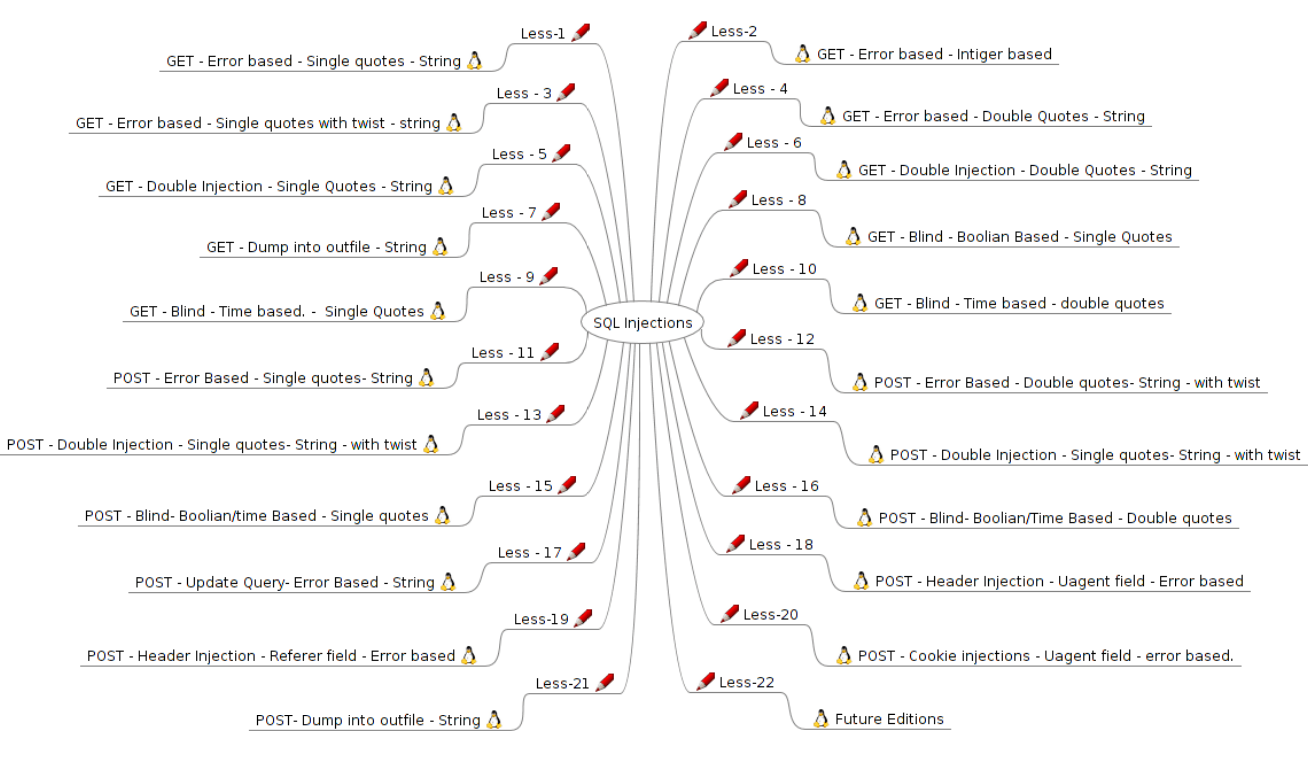 Less-1
GET - Error based - Single quotes - String
Less-2
GET - Error based - Intiger based
Less - 3
GET - Error based - Single quotes with twist - string
Less - 4
GET - Error based - Double Quotes - String
Less - 5
GET - Double Injection - Single Quotes - String
Less - 6
GET - Double Injection - Double Quotes - String
Less - 7
GET - Dump into outfile - String
Less - 8
GET - Blind - Boolian Based - Single Quotes
Less - 9
GET - Blind - Time based. -  Single Quotes
Less - 10
GET - Blind - Time based - double quotes
SQL Injections
Less - 11
POST - Error Based - Single quotes- String
Less - 12
POST - Error Based - Double quotes- String - with twist
Less - 13
POST - Double Injection - Single quotes- String - with twist
Less - 14
POST - Double Injection - Single quotes- String - with twist
Less - 15
POST - Blind- Boolian/time Based - Single quotes
Less - 16
POST - Blind- Boolian/Time Based - Double quotes
Less - 17
POST - Update Query- Error Based - String
Less - 18
POST - Header Injection - Uagent field - Error based
Less-19
POST - Header Injection - Referer field - Error based
Less-20
POST - Cookie injections - Uagent field - error based.
Less-21
POST- Dump into outfile - String
Less-22
Future Editions